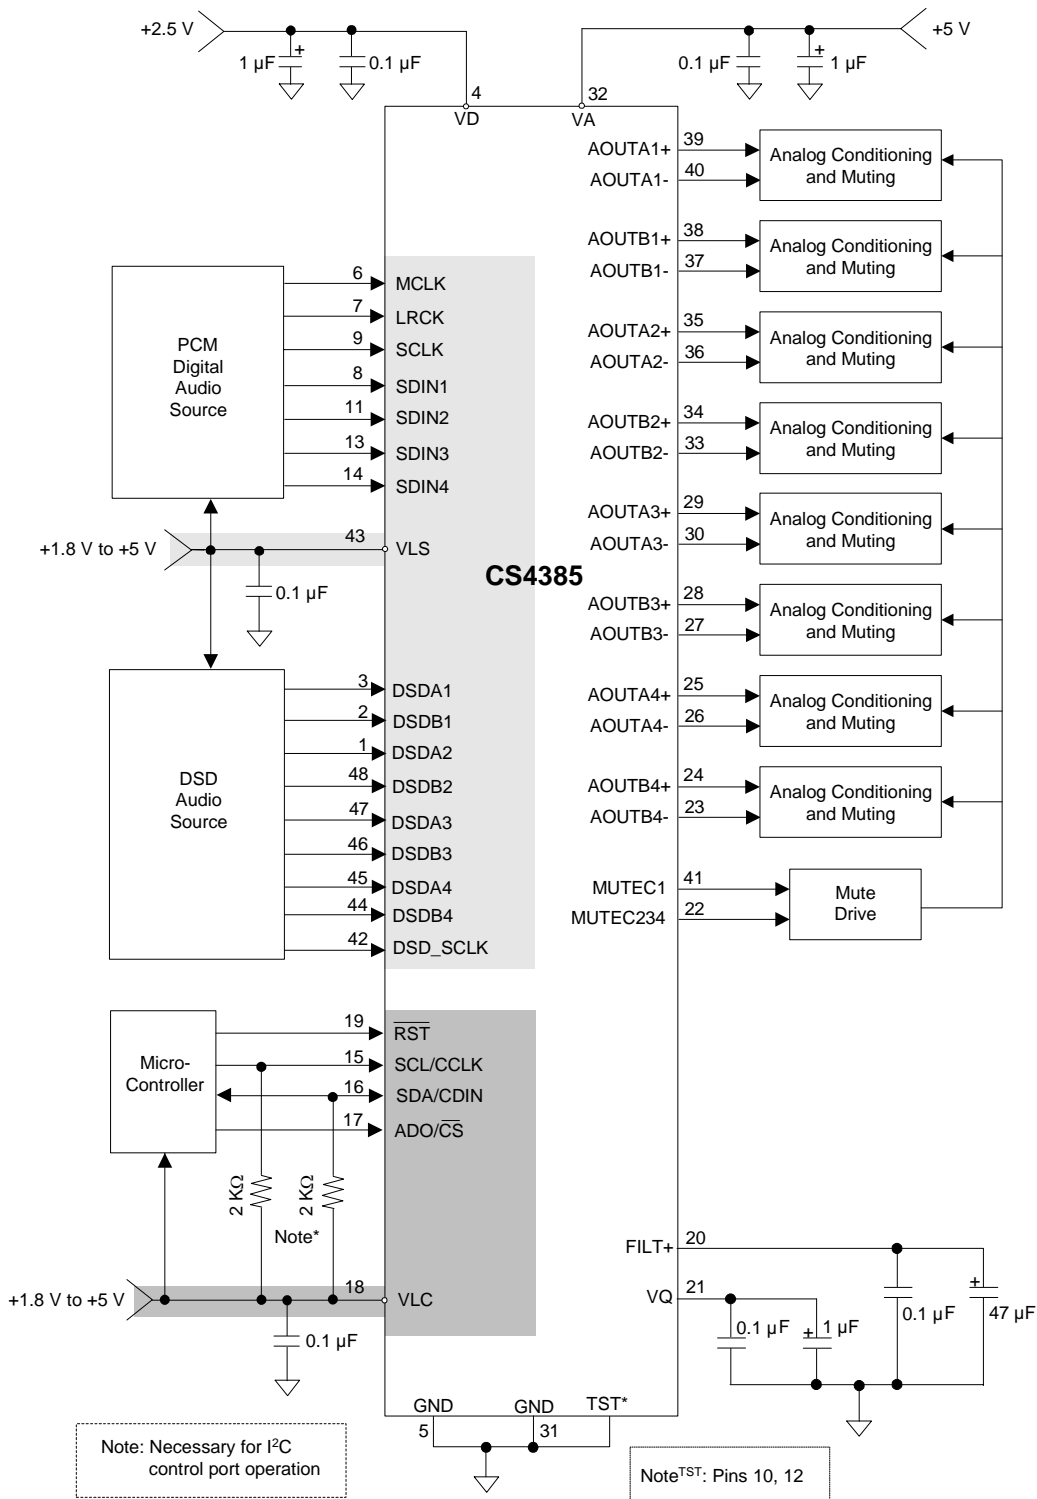 +2.5 V
1 µF
+
0.1 µF
4
VD
+5 V
0.1 µF
+
1 µF
32
VA
CS4385
PCM
Digital
Audio
Source
6
MCLK
7
LRCK
9
SCLK
8
SDIN1
11
SDIN2
13
SDIN3
14
SDIN4
+1.8 V to +5 V
43
VLS
0.1 µF
DSD
Audio
Source
3
DSDA1
2
DSDB1
1
DSDA2
48
DSDB2
47
DSDA3
46
DSDB3
45
DSDA4
44
DSDB4
42
DSD_SCLK
Micro-
Controller
19
RST
15
SCL/CCLK
16
SDA/CDIN
17
ADO/CS
2 KΩ
2 KΩ
Note*
+1.8 V to +5 V
18
VLC
0.1 µF
AOUTA1+
39
AOUTA1-
40
Analog Conditioning
and Muting
AOUTB1+
38
AOUTB1-
37
Analog Conditioning
and Muting
AOUTA2+
35
AOUTA2-
36
Analog Conditioning
and Muting
AOUTB2+
34
AOUTB2-
33
Analog Conditioning
and Muting
AOUTA3+
29
AOUTA3-
30
Analog Conditioning
and Muting
AOUTB3+
28
AOUTB3-
27
Analog Conditioning
and Muting
AOUTA4+
25
AOUTA4-
26
Analog Conditioning
and Muting
AOUTB4+
24
AOUTB4-
23
Analog Conditioning
and Muting
MUTEC1
41
MUTEC234
22
Mute
Drive
FILT+
20
VQ
21
0.1 µF
+
1 µF
0.1 µF
+
47 µF
GND
5
GND
31
TST*
Note: Necessary for I²C
control port operation
Noteᵀˢᵀ: Pins 10, 12